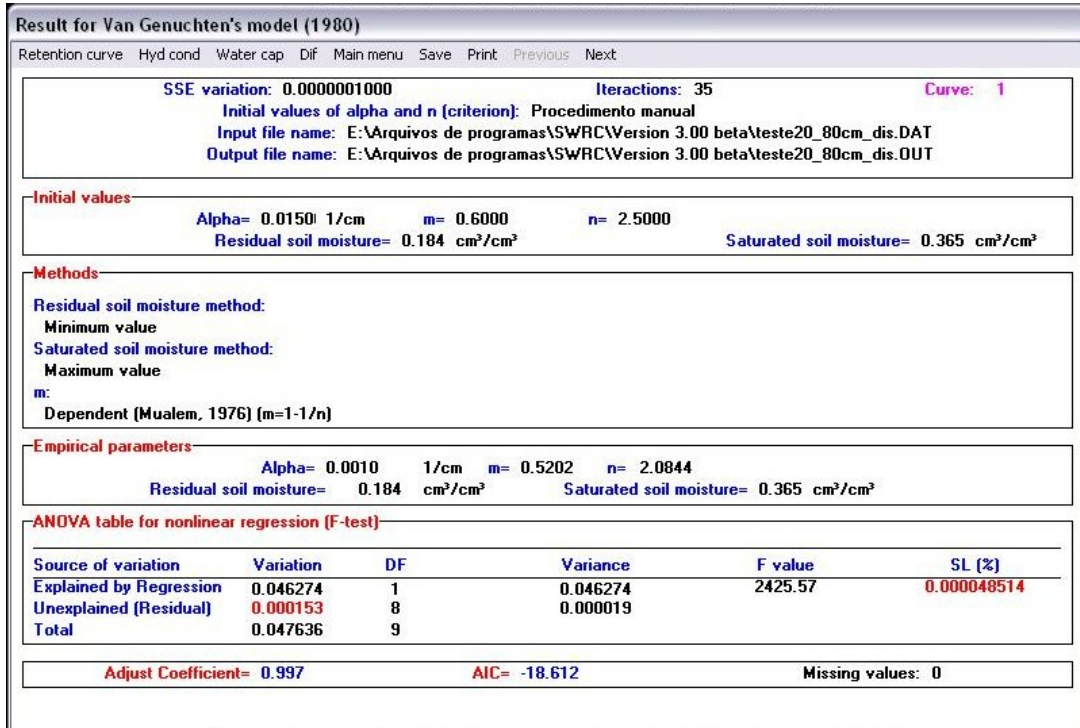 Result for Van Genuchten's model (1980)
Retention curve Hyd cond Water cap Dif Main menu Save Print Previous Next
SSE variation: 0.0000001000 Iteractions: 35 Curve: 1
Initial values of alpha and n (criterion): Procedimento manual
Input file name: E:\Arquivos de programas\SWRC\Version 3.00 beta\teste20_80cm_dis.DAT
Output file name: E:\Arquivos de programas\SWRC\Version 3.00 beta\teste20_80cm_dis.OUT
Initial values
Alpha= 0.0150 1/cm m= 0.6000 n= 2.5000
Residual soil moisture= 0.184 cm³/cm³ Saturated soil moisture= 0.365 cm³/cm³
Methods
Residual soil moisture method:
Minimum value
Saturated soil moisture method:
Maximum value
m:
Dependent (Mualem, 1976) (m=1-1/n)
Empirical parameters
Alpha= 0.0010 1/cm m= 0.5202 n= 2.0844
Residual soil moisture= 0.184 cm³/cm³ Saturated soil moisture= 0.365 cm³/cm³
ANOVA table for nonlinear regression (F-test)
Source of variation Variation DF Variance F value SL (%)
Explained by Regression 0.046274 1 0.046274 2425.57 0.000048514
Unexplained (Residual) 0.000153 8 0.000019
Total 0.047636 9
Adjust Coefficient= 0.997 AIC= -18.612 Missing values: 0